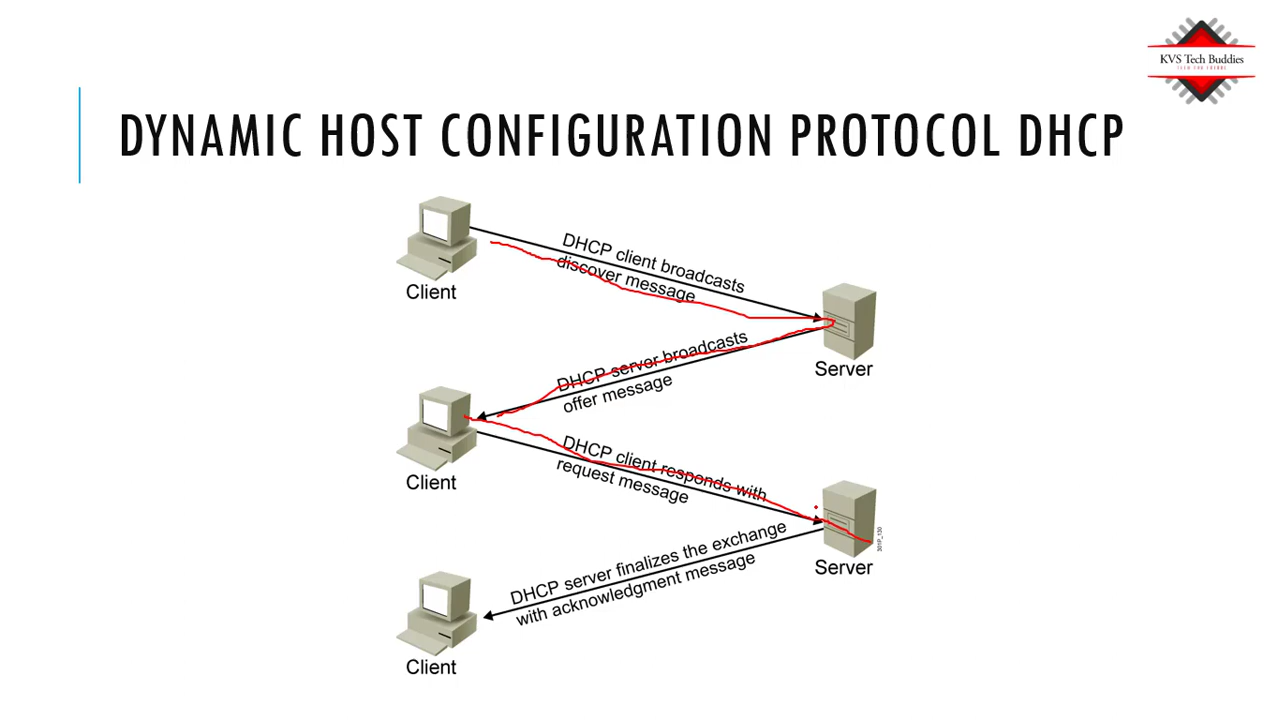 KVS Tech Buddies
DYNAMIC HOST CONFIGURATION PROTOCOL DHCP
DHCP client broadcasts
discover message
Client
Server
DHCP server broadcasts
offer message
Client
DHCP client responds with
request message
Server
301P_130
DHCP server finalizes the exchange
with acknowledgment message
Client